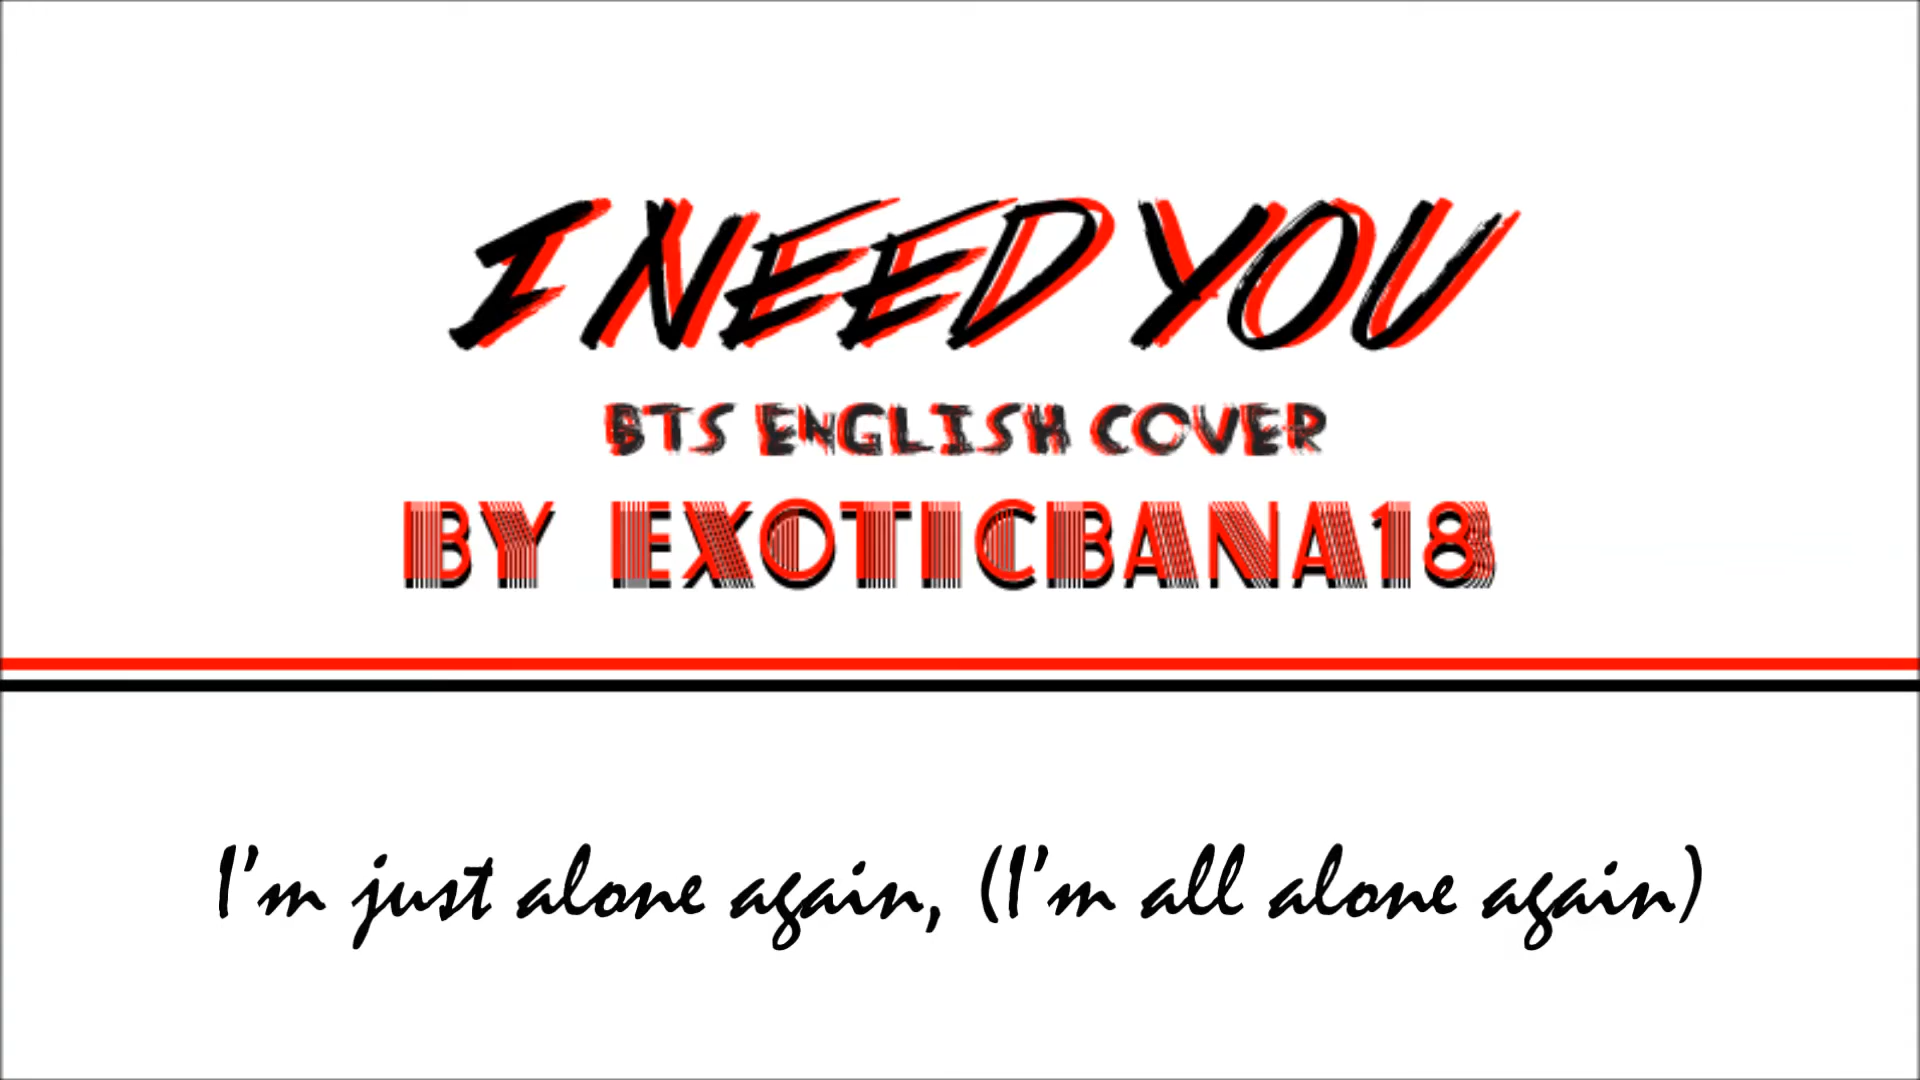 I NEED YOU
BTS ENGLISH COVER
BY EXOTICBANA18
I'm just alone again, (I'm all alone again)